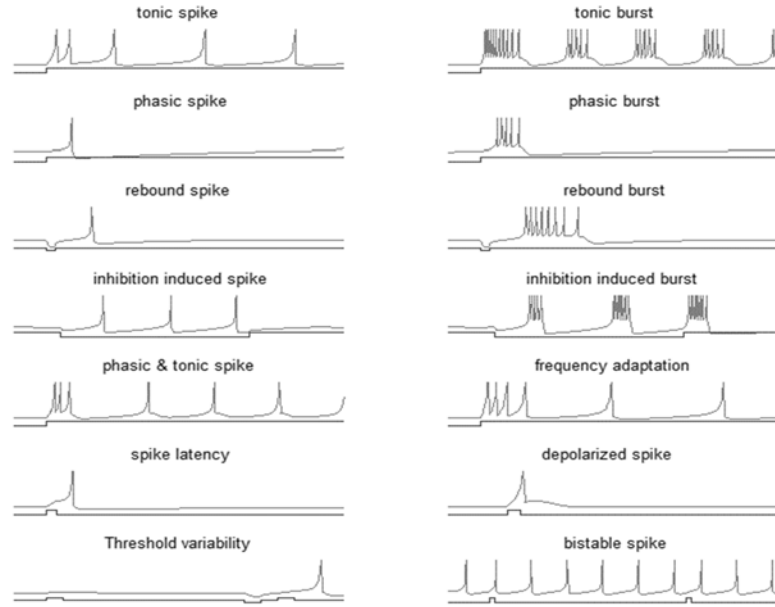 tonic spike
tonic burst
phasic spike
phasic burst
rebound spike
rebound burst
inhibition induced spike
inhibition induced burst
phasic & tonic spike
frequency adaptation
spike latency
depolarized spike
Threshold variability
bistable spike